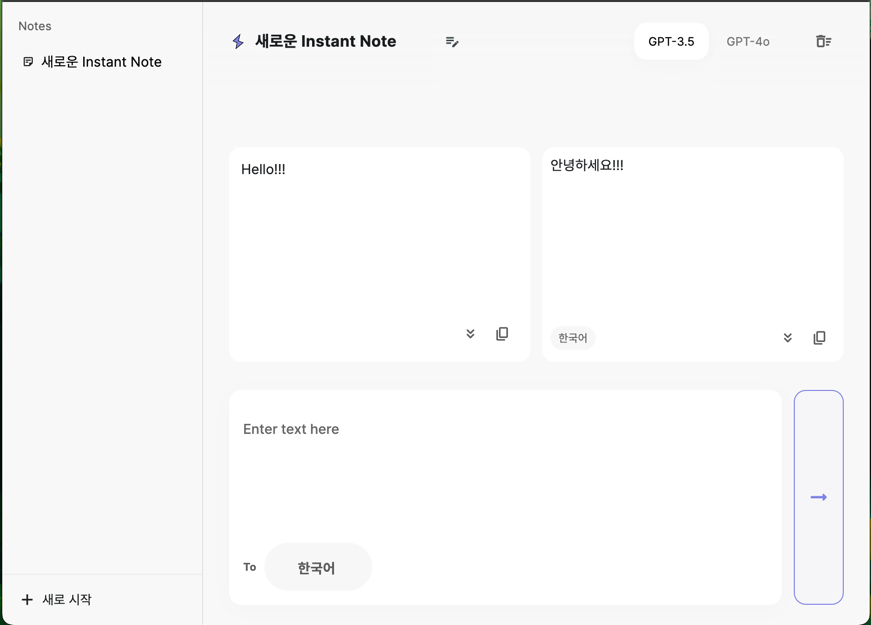 Notes
새로운 Instant Note
새로운 Instant Note
GPT-3.5
GPT-4o
Hello!!!
안녕하세요!!!
한국어
Enter text here
To
한국어
새로 시작